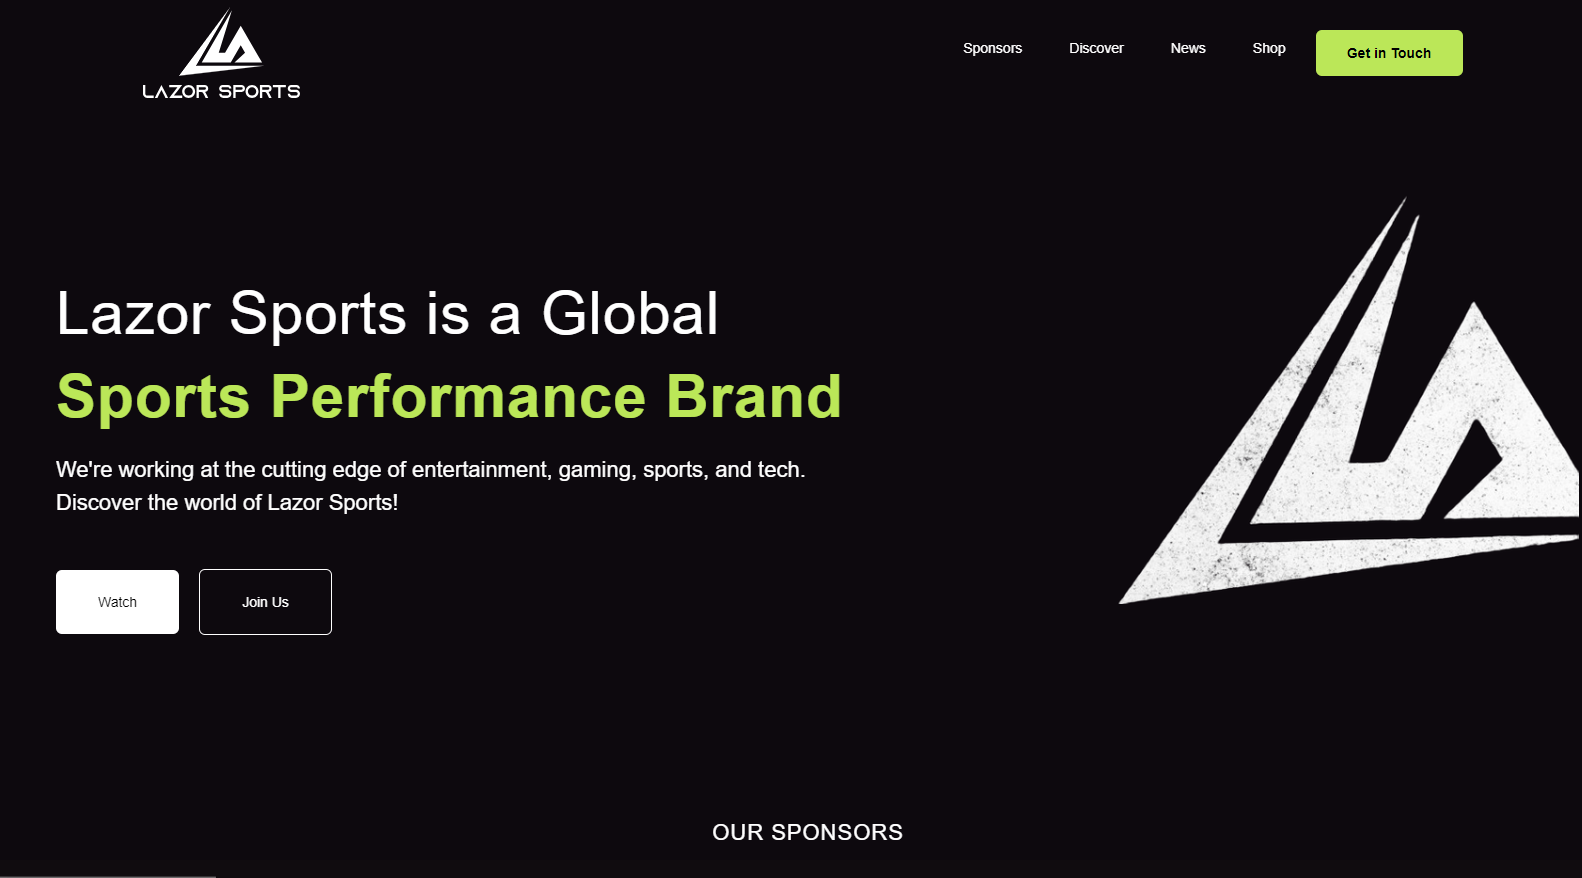 LAZOR SPORTS
Sponsors Discover News Shop Get in Touch
Lazor Sports is a Global
Sports Performance Brand
We're working at the cutting edge of entertainment, gaming, sports, and tech.
Discover the world of Lazor Sports!
Watch Join Us
OUR SPONSORS